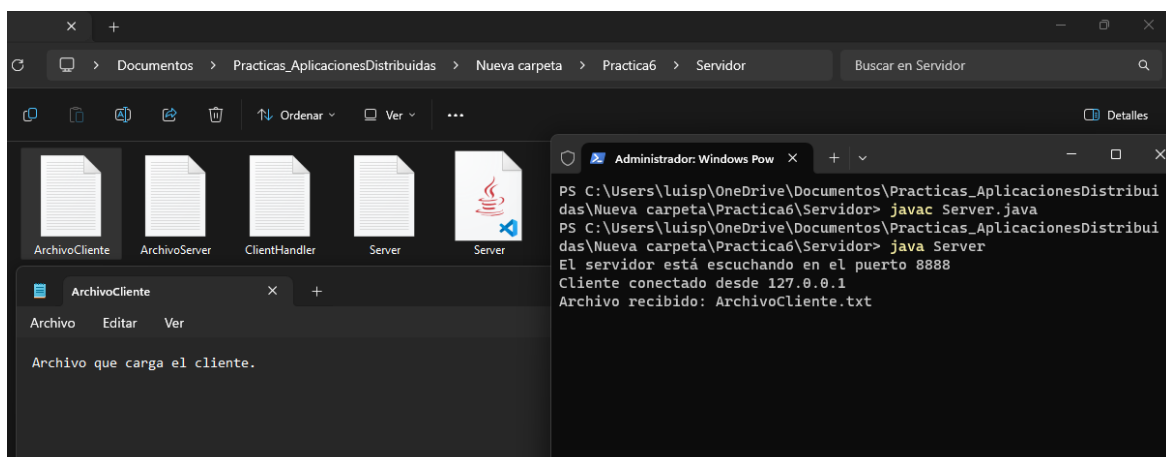 Documentos > Practicas_AplicacionesDistribuidas > Nueva carpeta > Practica6 > Servidor
Buscar en Servidor
Ordenar
Ver
Detalles
ArchivoCliente
ArchivoServer
ClientHandler
Server
Server
ArchivoCliente
Archivo Editar Ver
Archivo que carga el cliente.
Administrador: Windows Pow
PS C:\Users\luisp\OneDrive\Documentos\Practicas_AplicacionesDistribui
das\Nueva carpeta\Practica6\Servidor> javac Server.java
PS C:\Users\luisp\OneDrive\Documentos\Practicas_AplicacionesDistribui
das\Nueva carpeta\Practica6\Servidor> java Server
El servidor está escuchando en el puerto 8888
Cliente conectado desde 127.0.0.1
Archivo recibido: ArchivoCliente.txt